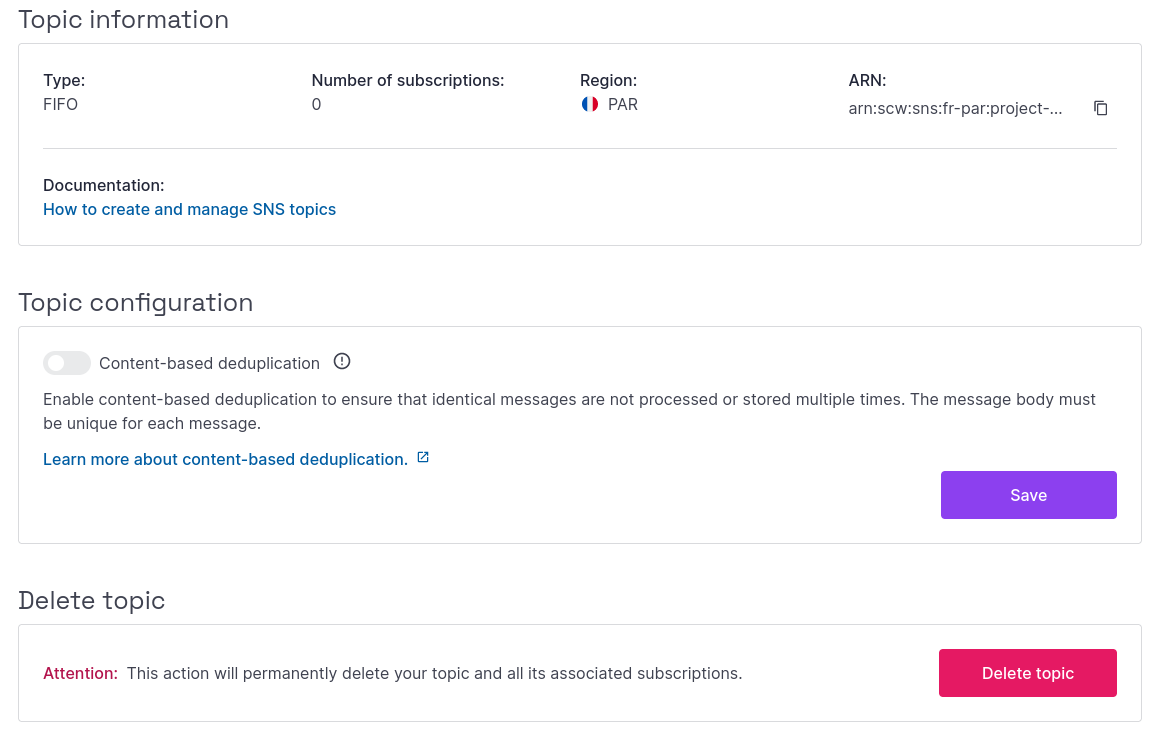 Topic information
Type:
FIFO
Number of subscriptions:
0
Region:
PAR
ARN:
arn:scw:sns:fr-par:project-...
Documentation:
How to create and manage SNS topics
Topic configuration
Content-based deduplication
Enable content-based deduplication to ensure that identical messages are not processed or stored multiple times. The message body must
be unique for each message.
Learn more about content-based deduplication.
Save
Delete topic
Attention: This action will permanently delete your topic and all its associated subscriptions.
Delete topic